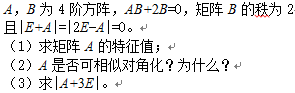 A，B 为 4 阶方阵，AB+2B=0，矩阵 B 的秩为 2
且|E+A|=|2E-A|=0。
（1）求矩阵 A 的特征值；
（2）A 是否可相似对角化？为什么？
（3）求|A+3E|。